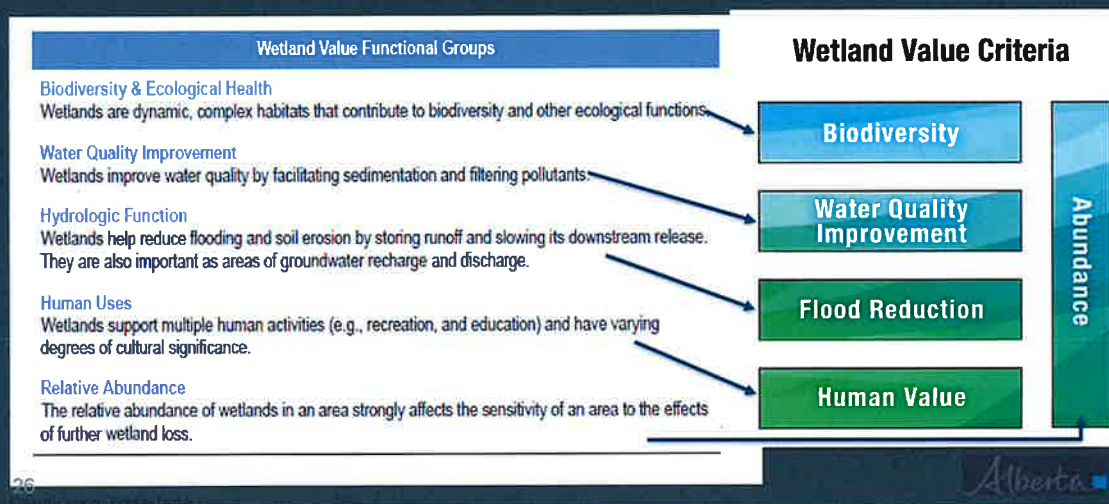 Wetland Value Functional Groups
Biodiversity & Ecological Health
Wetlands are dynamic, complex habitats that contribute to biodiversity and other ecological functions.
Water Quality Improvement
Wetlands improve water quality by facilitating sedimentation and filtering pollutants.
Hydrologic Function
Wetlands help reduce flooding and soil erosion by storing runoff and slowing its downstream release.
They are also important as areas of groundwater recharge and discharge.
Human Uses
Wetlands support multiple human activities (e.g., recreation, and education) and have varying
degrees of cultural significance.
Relative Abundance
The relative abundance of wetlands in an area strongly affects the sensitivity of an area to the effects
of further wetland loss.
Wetland Value Criteria
Biodiversity
Water Quality
Improvement
Flood Reduction
Human Value
Abundance
26
Alberta